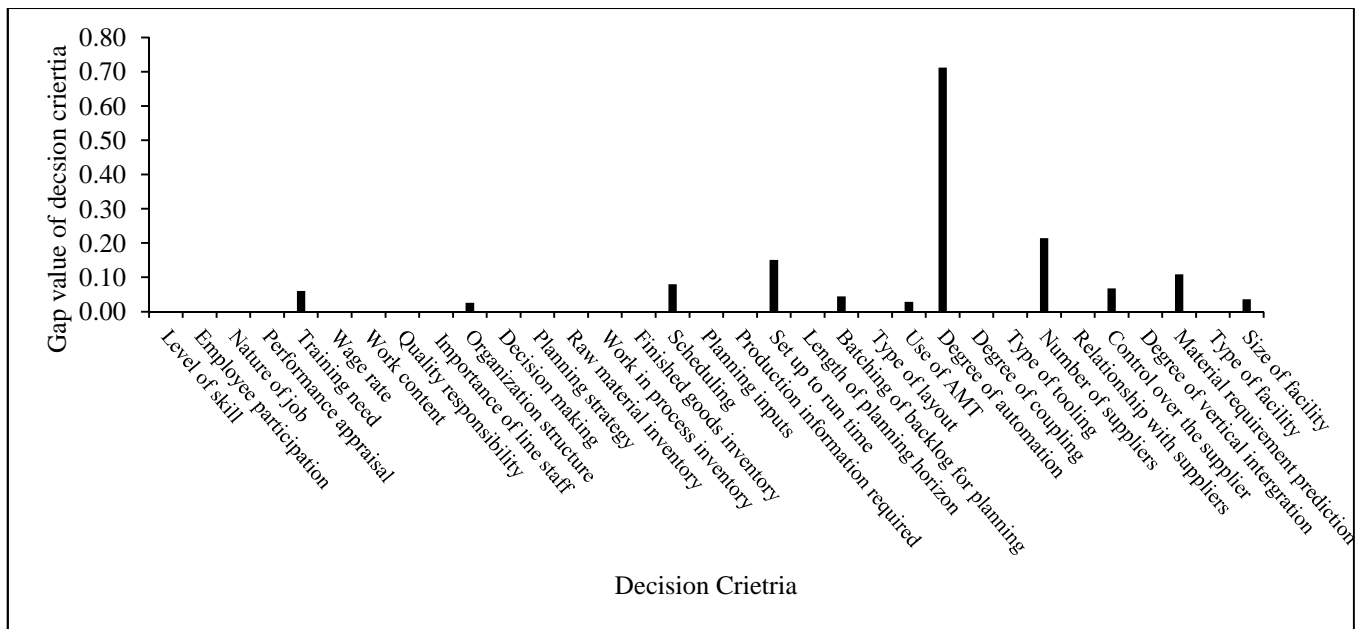 Gap value of decsion criertia
0.80
0.70
0.60
0.50
0.40
0.30
0.20
0.10
0.00
Level of skill
Employee participation
Nature of job
Performance appraisal
Training need
Wage rate
Work content
Quality responsibility
Importance of line staff
Organization structure
Decision making
Planning strategy
Raw material inventory
Work in process inventory
Finished goods inventory
Scheduling
Planning inputs
Production information required
Set up to run time
Length of planning horizon
Batching of backlog for planning
Type of layout
Use of AMT
Degree of automation
Degree of coupling
Type of tooling
Number of suppliers
Relationship with suppliers
Control over the supplier
Degree of vertical intergration
Material requirement prediction
Type of facility
Size of facility
Decision Crietria